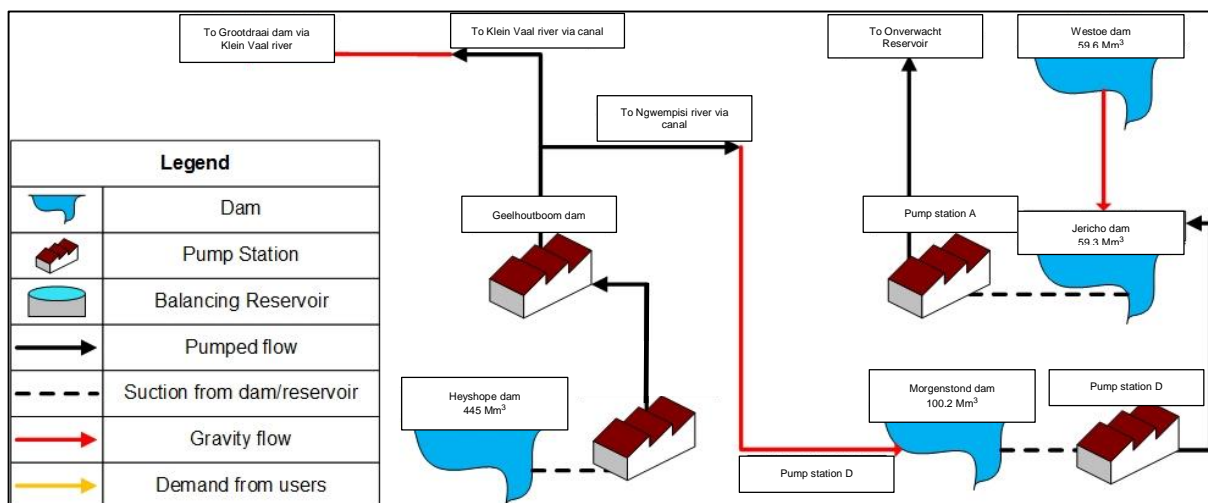 To Grootdraai dam via
Klein Vaal river
To Klein Vaal river via canal
To Onverwacht
Reservoir
Westoe dam
59.6 Mm³
To Ngwempisi river via
canal
Legend
Dam
Pump Station
Balancing Reservoir
Pumped flow
Suction from dam/reservoir
Gravity flow
Demand from users
Geelhoutboom dam
Pump station A
Jericho dam
59.3 Mm³
Heyshope dam
445 Mm³
Morgenstond dam
100.2 Mm³
Pump station D
Pump station D